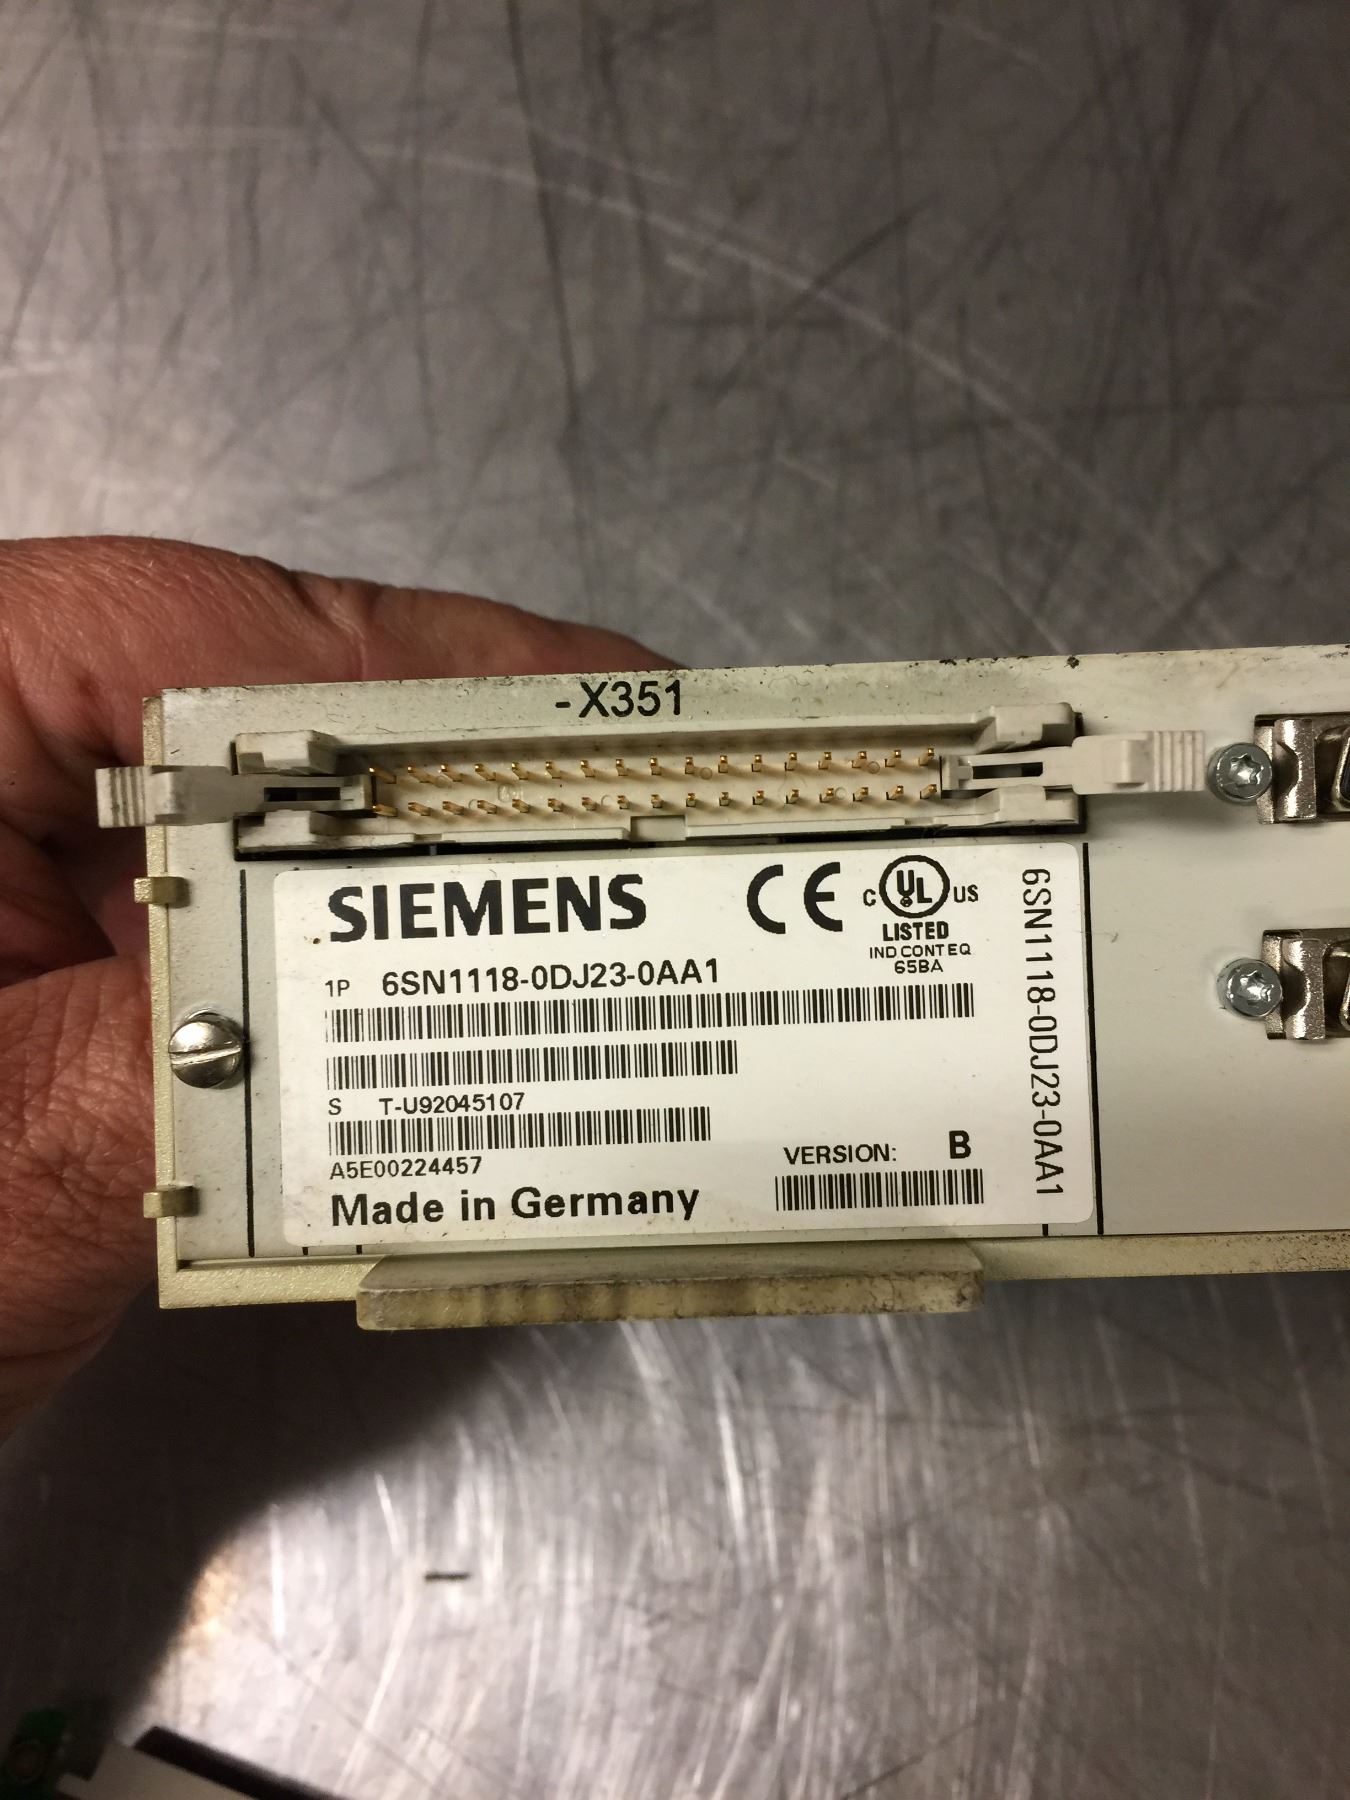 -X351
SIEMENS
CE
C UL US
LISTED
IND CONT EQ
65BA
1P 6SN1118-0DJ23-0AA1
S T-U92045107
A5E00224457
VERSION: B
Made in Germany
6SN1118-0DJ23-0AA1